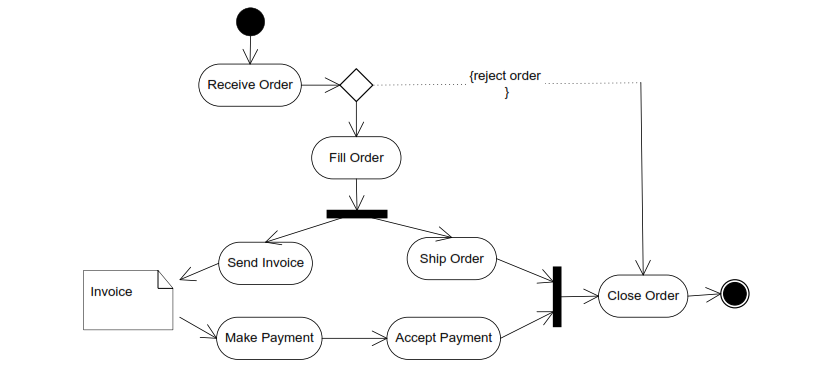 Receive Order
{reject order
}
Fill Order
Send Invoice
Ship Order
Invoice
Close Order
Make Payment
Accept Payment